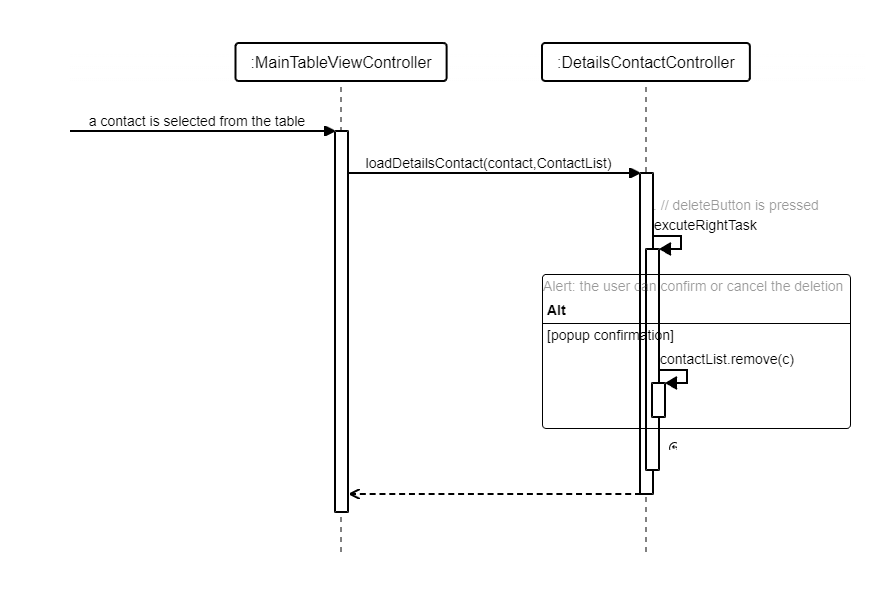 :MainTableViewController
:DetailsContactController
a contact is selected from the table
loadDetailsContact(contact,ContactList)
// deleteButton is pressed
excuteRightTask
Alert: the user can confirm or cancel the deletion
Alt
[popup confirmation]
contactList.remove(c)